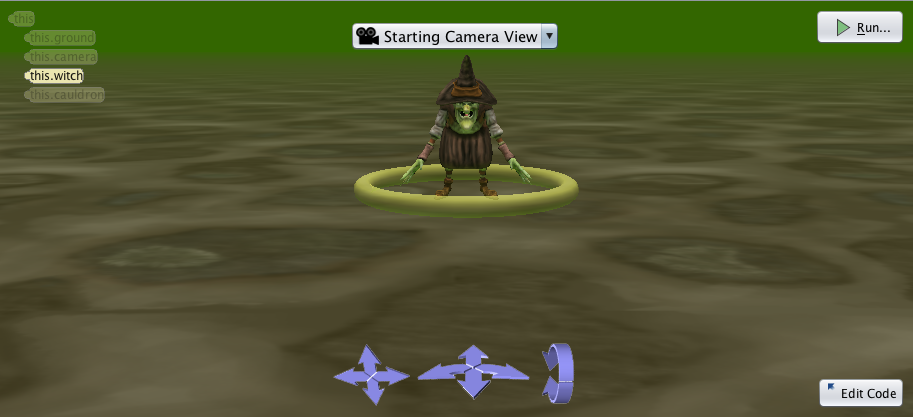 this
this.ground
this.camera
this.witch
this.cauldron
Starting Camera View
Run...
Edit Code